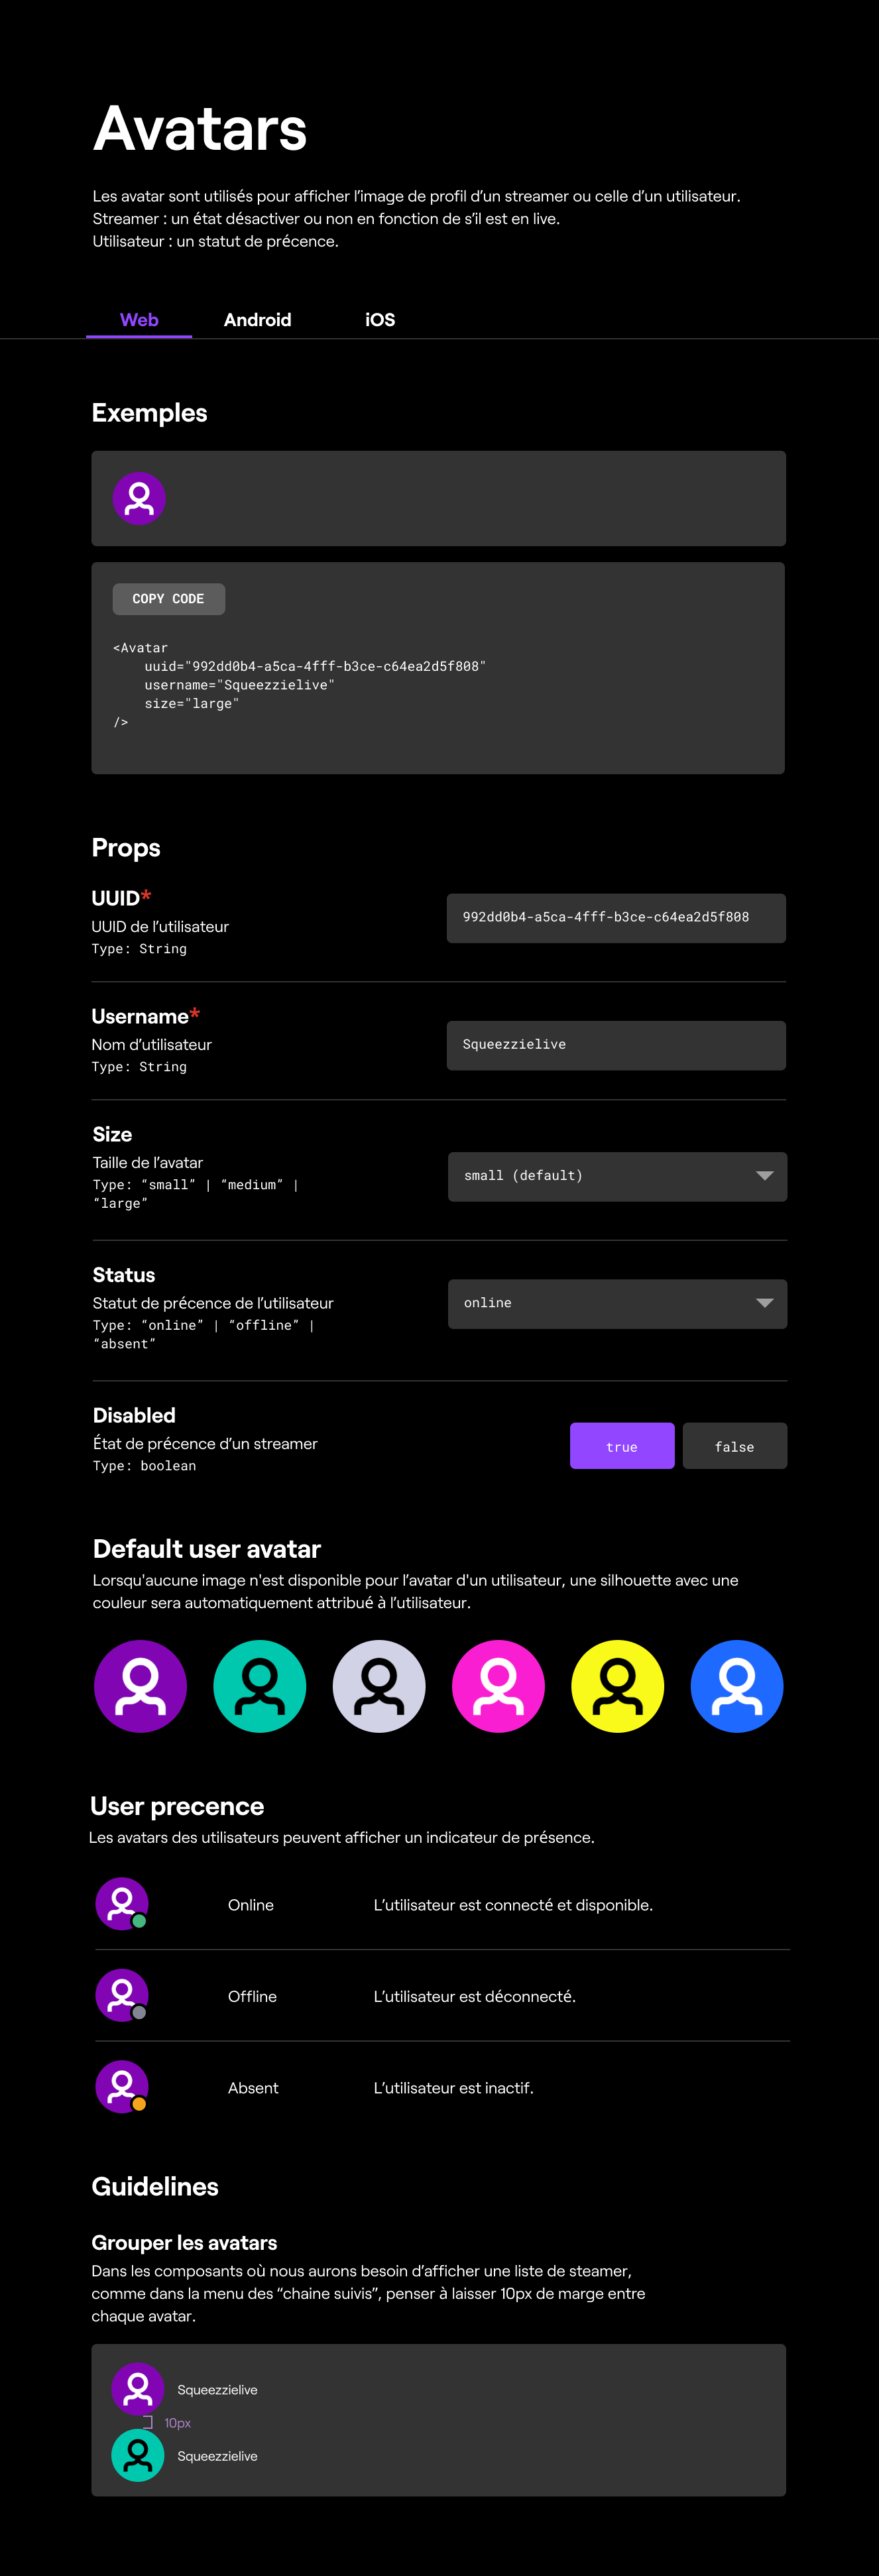 Avatars
Les avatar sont utilisés pour afficher l’image de profil d’un streamer ou celle d’un utilisateur.
Streamer : un état désactiver ou non en fonction de s’il est en live.
Utilisateur : un statut de précence.
Web Android iOS
Exemples
COPY CODE
<Avatar
uuid="992dd0b4-a5ca-4fff-b3ce-c64ea2d5f808"
username="Squeezzielive"
size="large"
/>
Props
UUID*
UUID de l’utilisateur
Type: String
992dd0b4-a5ca-4fff-b3ce-c64ea2d5f808
Username*
Nom d’utilisateur
Type: String
Squeezzielive
Size
Taille de l’avatar
Type: “small” | “medium” |
“large”
small (default)
Status
Statut de précence de l’utilisateur
Type: “online” | “offline” |
“absent”
online
Disabled
État de précence d’un streamer
Type: boolean
true false
Default user avatar
Lorsqu'aucune image n'est disponible pour l’avatar d'un utilisateur, une silhouette avec une
couleur sera automatiquement attribué à l’utilisateur.
User precence
Les avatars des utilisateurs peuvent afficher un indicateur de présence.
Online L’utilisateur est connecté et disponible.
Offline L’utilisateur est déconnecté.
Absent L’utilisateur est inactif.
Guidelines
Grouper les avatars
Dans les composants où nous aurons besoin d’afficher une liste de steamer,
comme dans la menu des “chaine suivis”, penser à laisser 10px de marge entre
chaque avatar.
Squeezzielive
10px
Squeezzielive